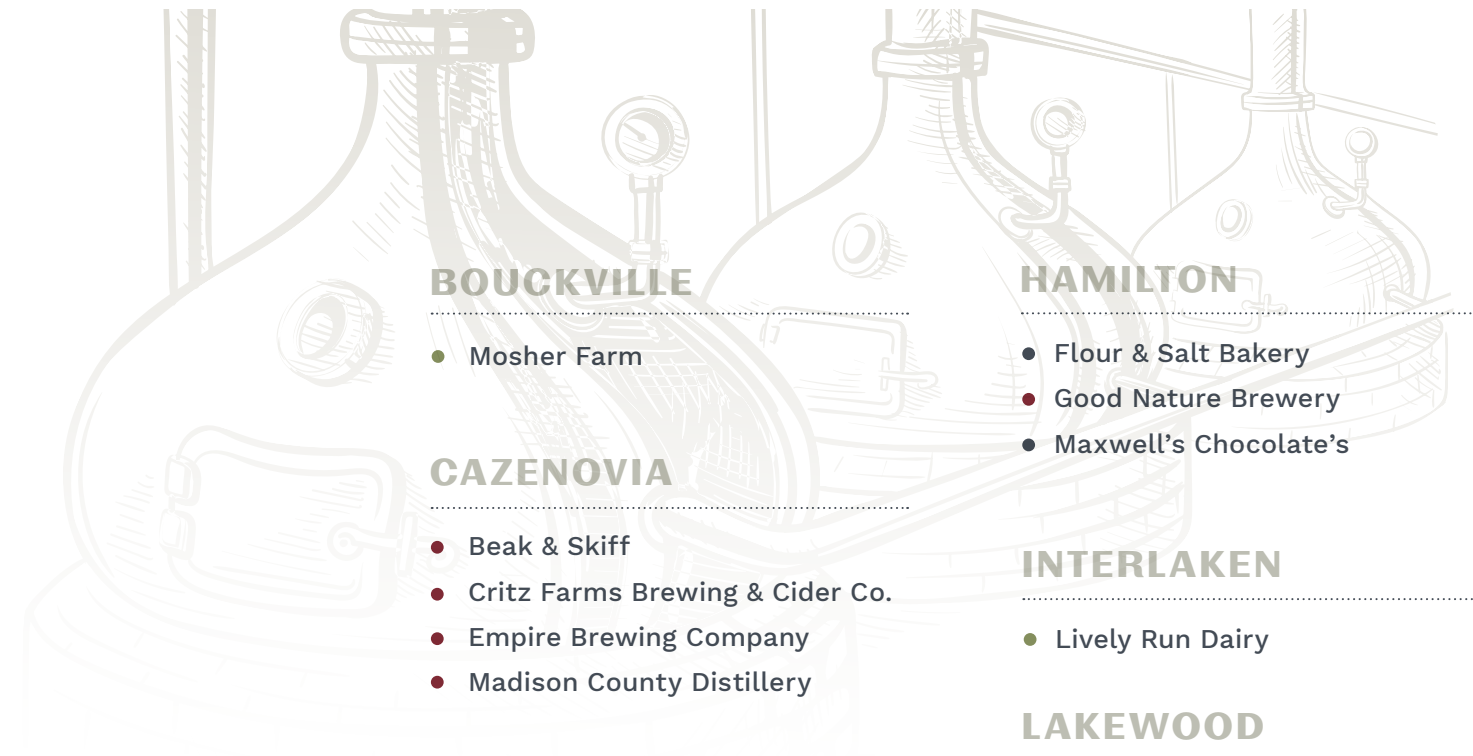 BOUCKVILLE
Mosher Farm
CAZENOVIA
Beak & Skiff
Critz Farms Brewing & Cider Co.
Empire Brewing Company
Madison County Distillery
HAMILTON
Flour & Salt Bakery
Good Nature Brewery
Maxwell’s Chocolate’s
INTERLAKEN
Lively Run Dairy
LAKEWOOD